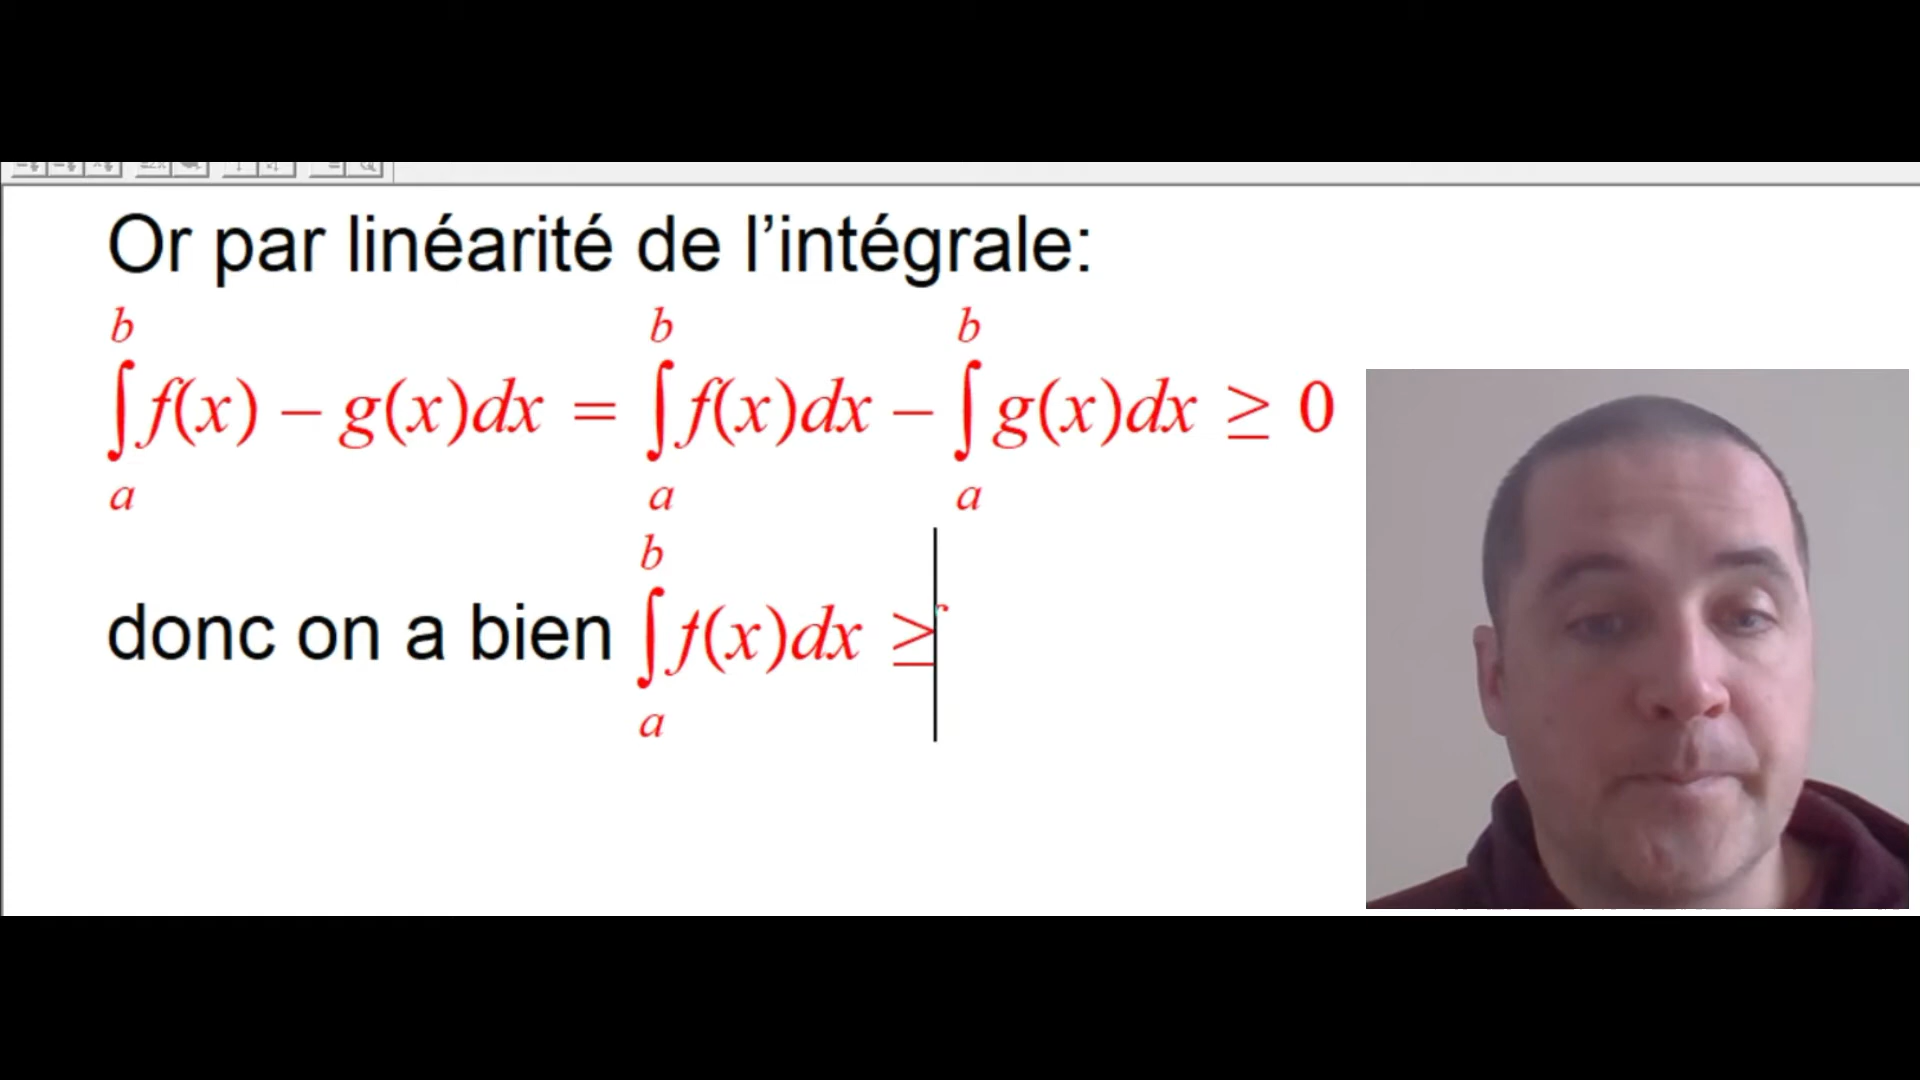 Or par linéarité de l’intégrale:
∫_a^b f(x) – g(x)dx = ∫_a^b f(x)dx – ∫_a^b g(x)dx ≥ 0
donc on a bien ∫_a^b f(x)dx ≥